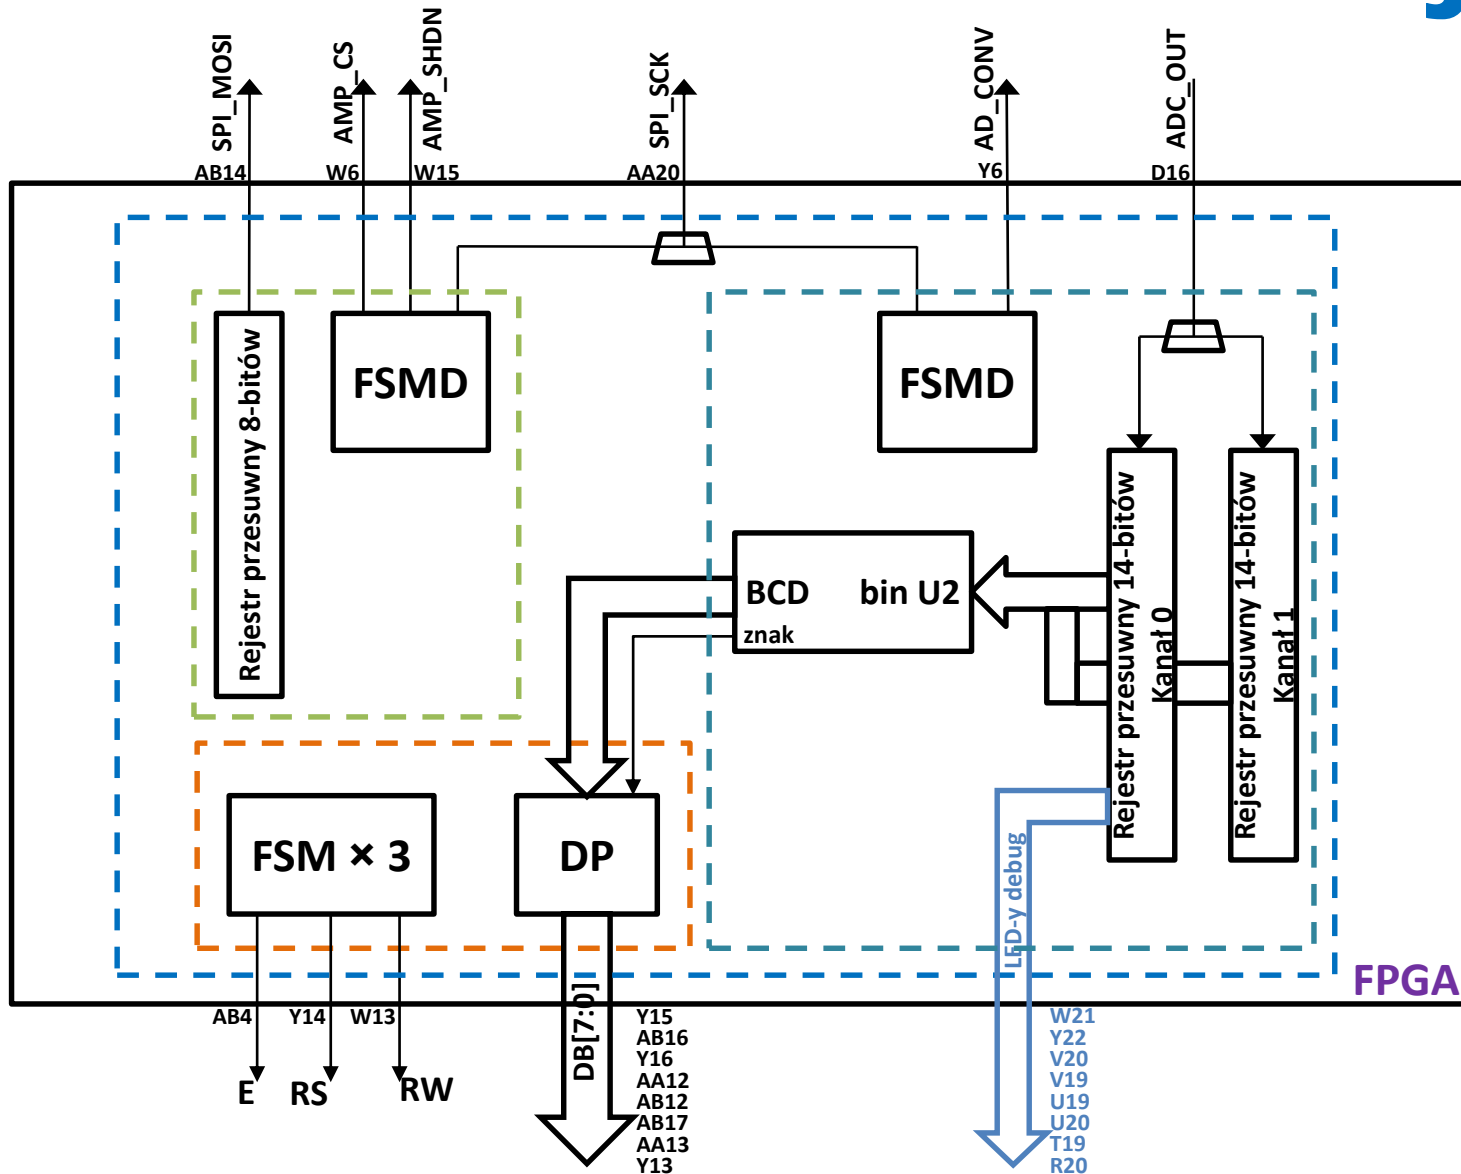 SPI_MOSI
AMP_CS
AMP_SHDN
SPI_SCK
AD_CONV
ADC_OUT
AB14
W6
W15
AA20
Y6
D16
Rejestr przesuwny 8-bitów
FSMD
FSMD
Rejestr przesuwny 14-bitów
Kanał 0
Rejestr przesuwny 14-bitów
Kanał 1
BCD
bin U2
znak
FSM × 3
DP
LED-y debug
FPGA
AB4
Y14
W13
E
RS
RW
DB[7:0]
Y15
AB16
Y16
AA12
AB12
AB17
AA13
Y13
W21
Y22
V20
V19
U19
U20
T19
R20